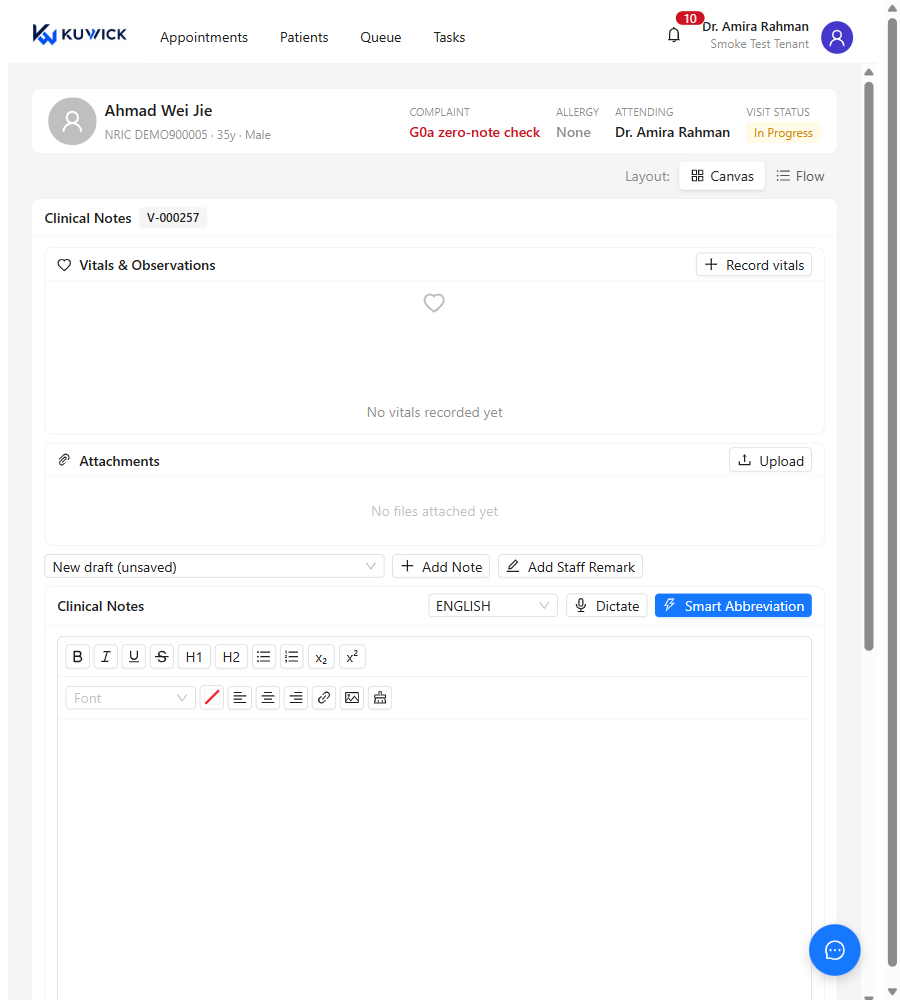 KUWICK
Appointments
Patients
Queue
Tasks
10
Dr. Amira Rahman
Smoke Test Tenant
Ahmad Wei Jie
NRIC DEMO900005 · 35y · Male
COMPLAINT
G0a zero-note check
ALLERGY
None
ATTENDING
Dr. Amira Rahman
VISIT STATUS
In Progress
Layout:
Canvas
Flow
Clinical Notes
V-000257
Vitals & Observations
Record vitals
No vitals recorded yet
Attachments
Upload
No files attached yet
New draft (unsaved)
Add Note
Add Staff Remark
Clinical Notes
ENGLISH
Dictate
Smart Abbreviation
B I U S H1 H2 x₂ x²
Font